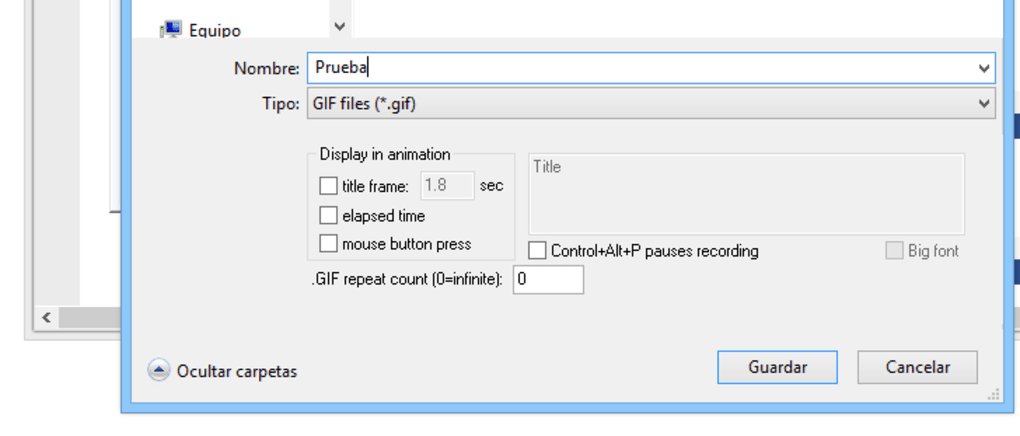 Equipo
Nombre: Prueba
Tipo: GIF files (*.gif)
Display in animation
title frame: 1.8 sec
elapsed time
mouse button press
Title
Control+Alt+P pauses recording
Big font
.GIF repeat count (0=infinite): 0
Ocultar carpetas
Guardar
Cancelar